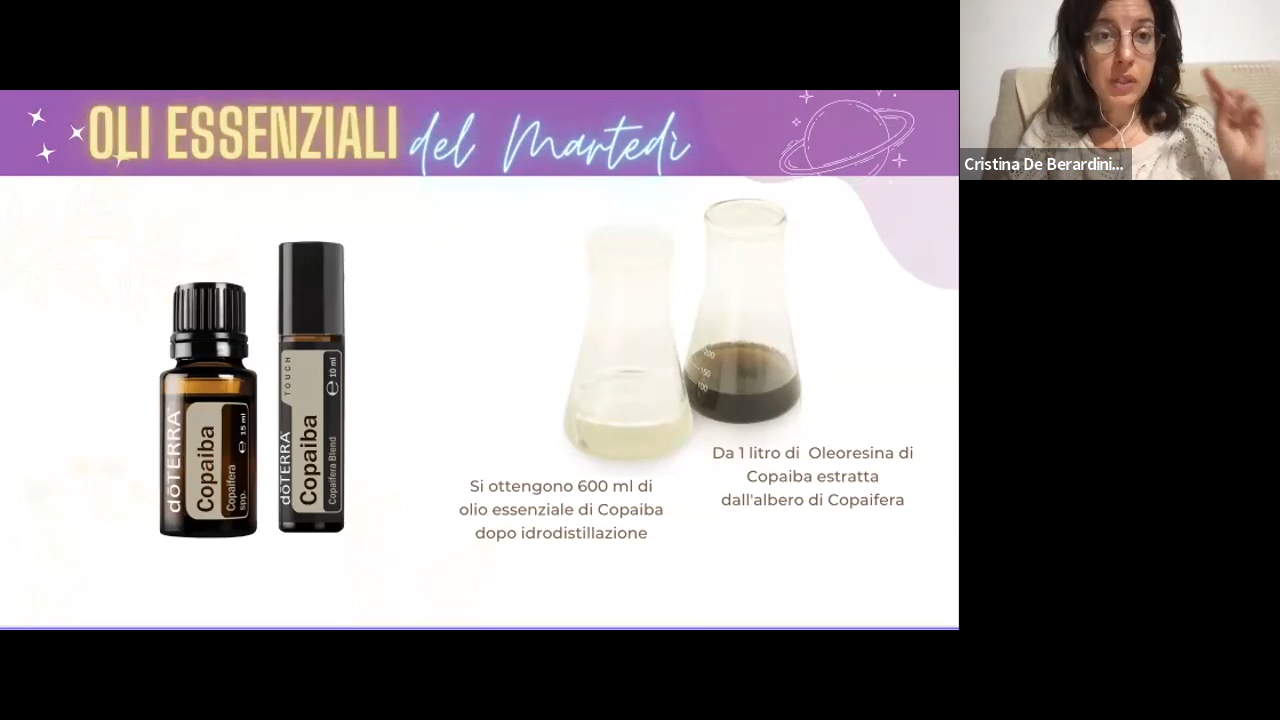 OLI ESSENZIALI del Martedì
Cristina De Berardini...
dōTERRA
Copaiba
Copaifera
spp.
15 ml
TOUCH
dōTERRA
Copaiba
Copaifera Blend
10 ml
200
150
100
Da 1 litro di Oleoresina di
Copaiba estratta
dall'albero di Copaifera
Si ottengono 600 ml di
olio essenziale di Copaiba
dopo idrodistillazione